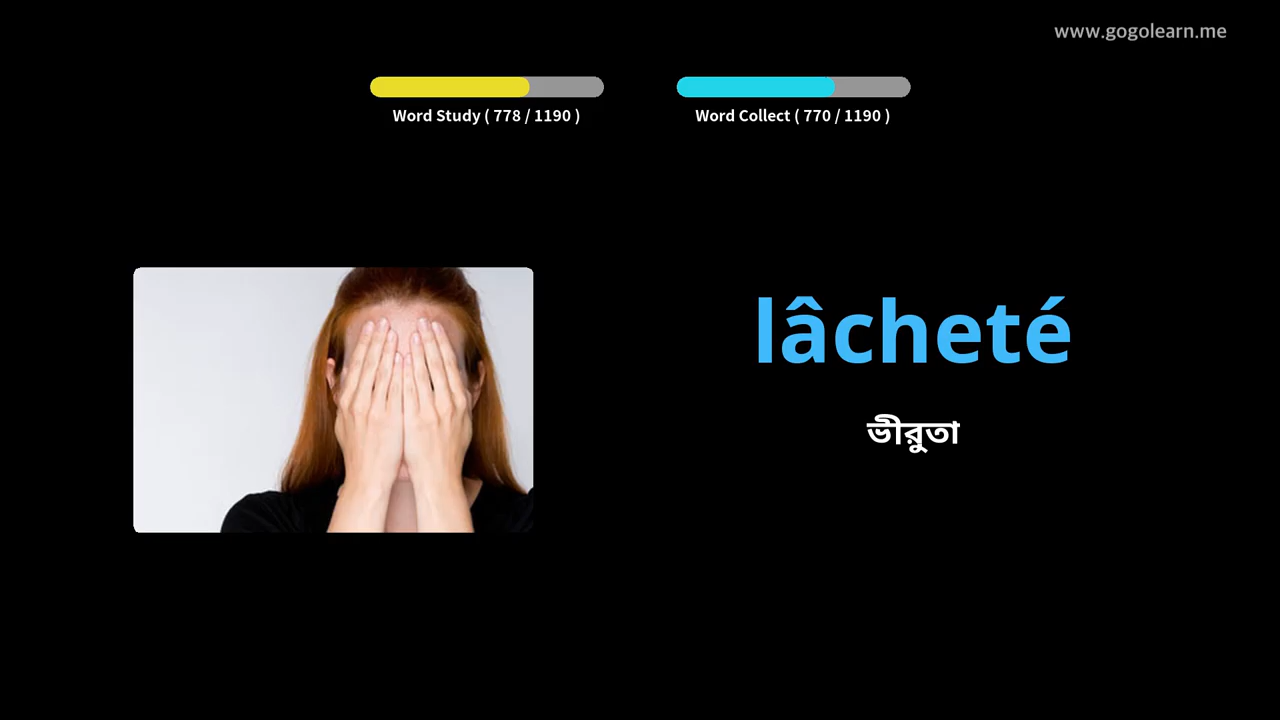 www.gogolearn.me
Word Study ( 778 / 1190 )
Word Collect ( 770 / 1190 )
lâcheté
ভীরুতা